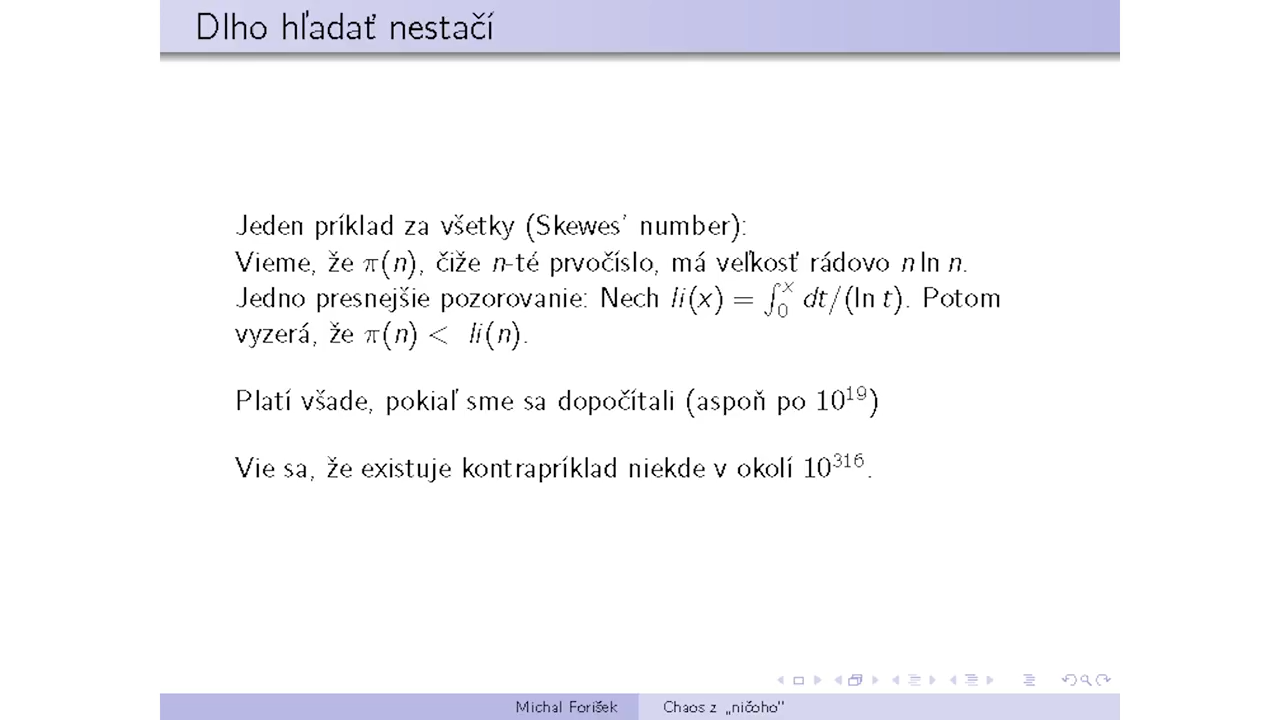 Dlho hľadať nestačí
Jeden príklad za všetky (Skewes' number):
Vieme, že π(n), čiže n-té prvočíslo, má veľkosť rádovo n ln n.
Jedno presnejšie pozorovanie: Nech li(x) = ∫₀ˣ dt/(ln t). Potom
vyzerá, že π(n) < li(n).
Platí všade, pokiaľ sme sa dopočítali (aspoň po 10¹⁹)
Vie sa, že existuje kontrapríklad niekde v okolí 10³¹⁶.
Michal Forišek Chaos z „ničoho“